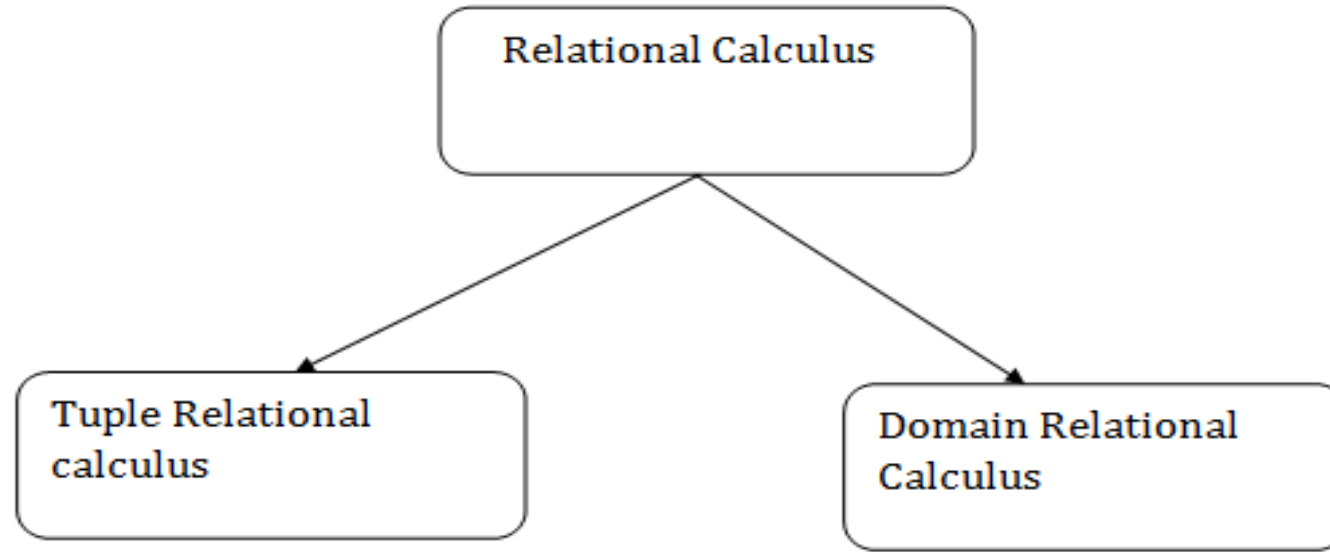 Relational Calculus
Tuple Relational
calculus
Domain Relational
Calculus